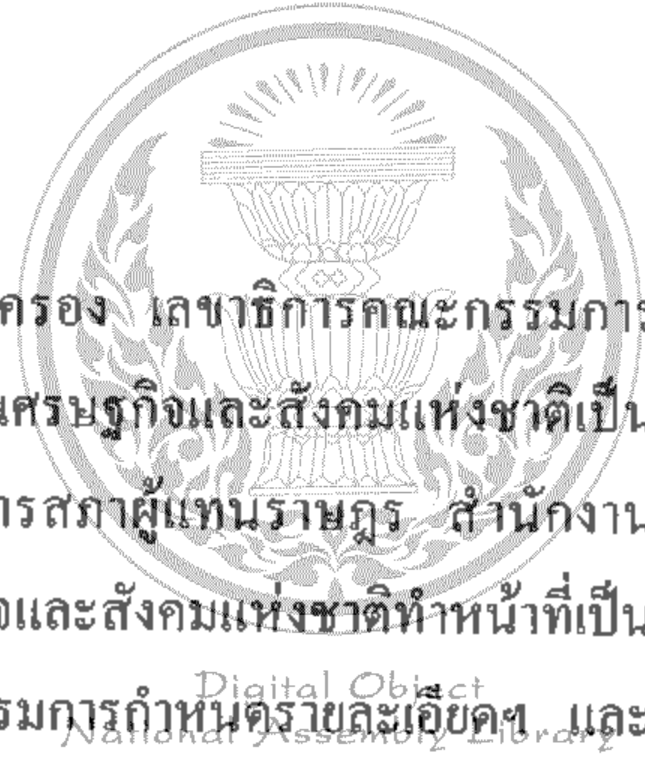 ครอง เลขาธิการคณะกรรมการ
เศรษฐกิจและสังคมแห่งชาติเป็น
ารสภาผู้แทนราษฎร สำนักงาน
จและสังคมแห่งชาติทำหน้าที่เป็น
Digital Object
รมการกำหนดรายละเอียดฯ และ
National Assembly Library